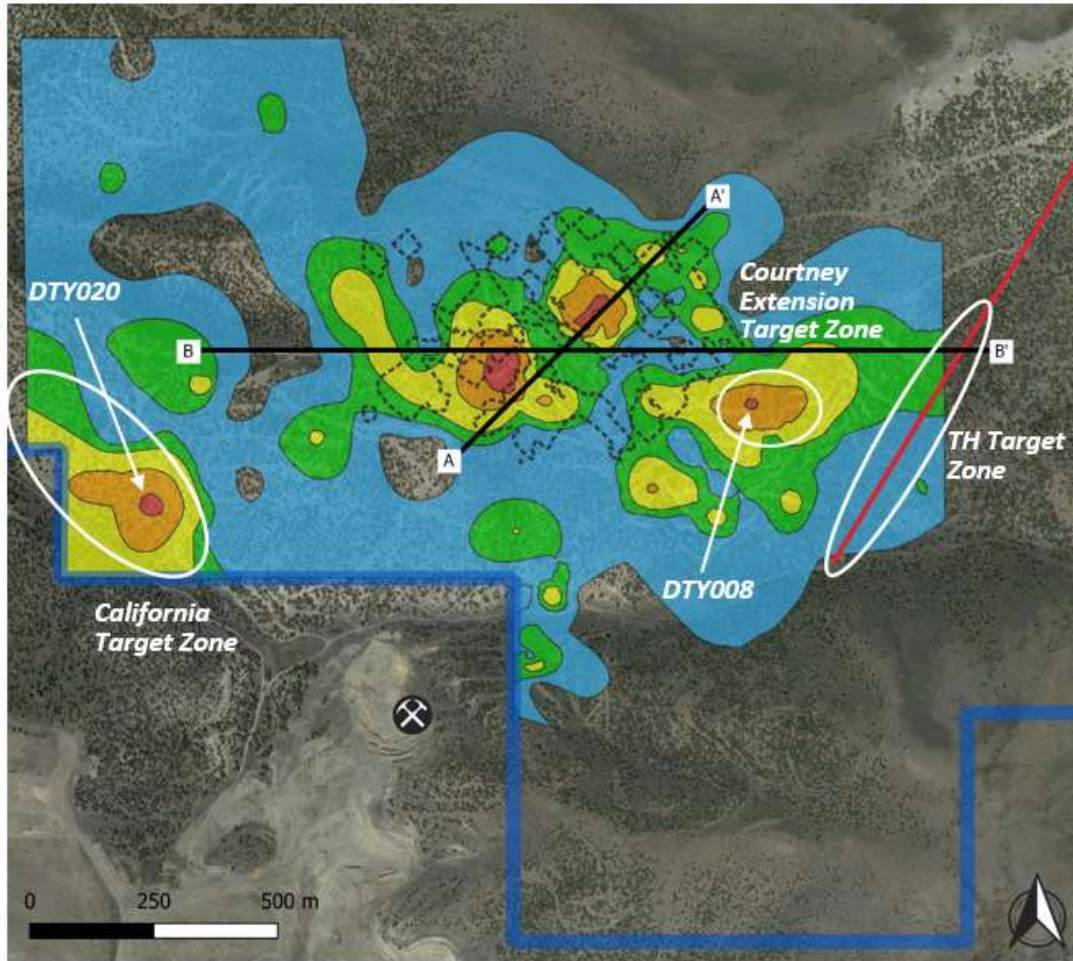 A'
Courtney
Extension
Target Zone
DTY020
B
B'
A
TH Target
Zone
DTY008
California
Target Zone
0 250 500 m